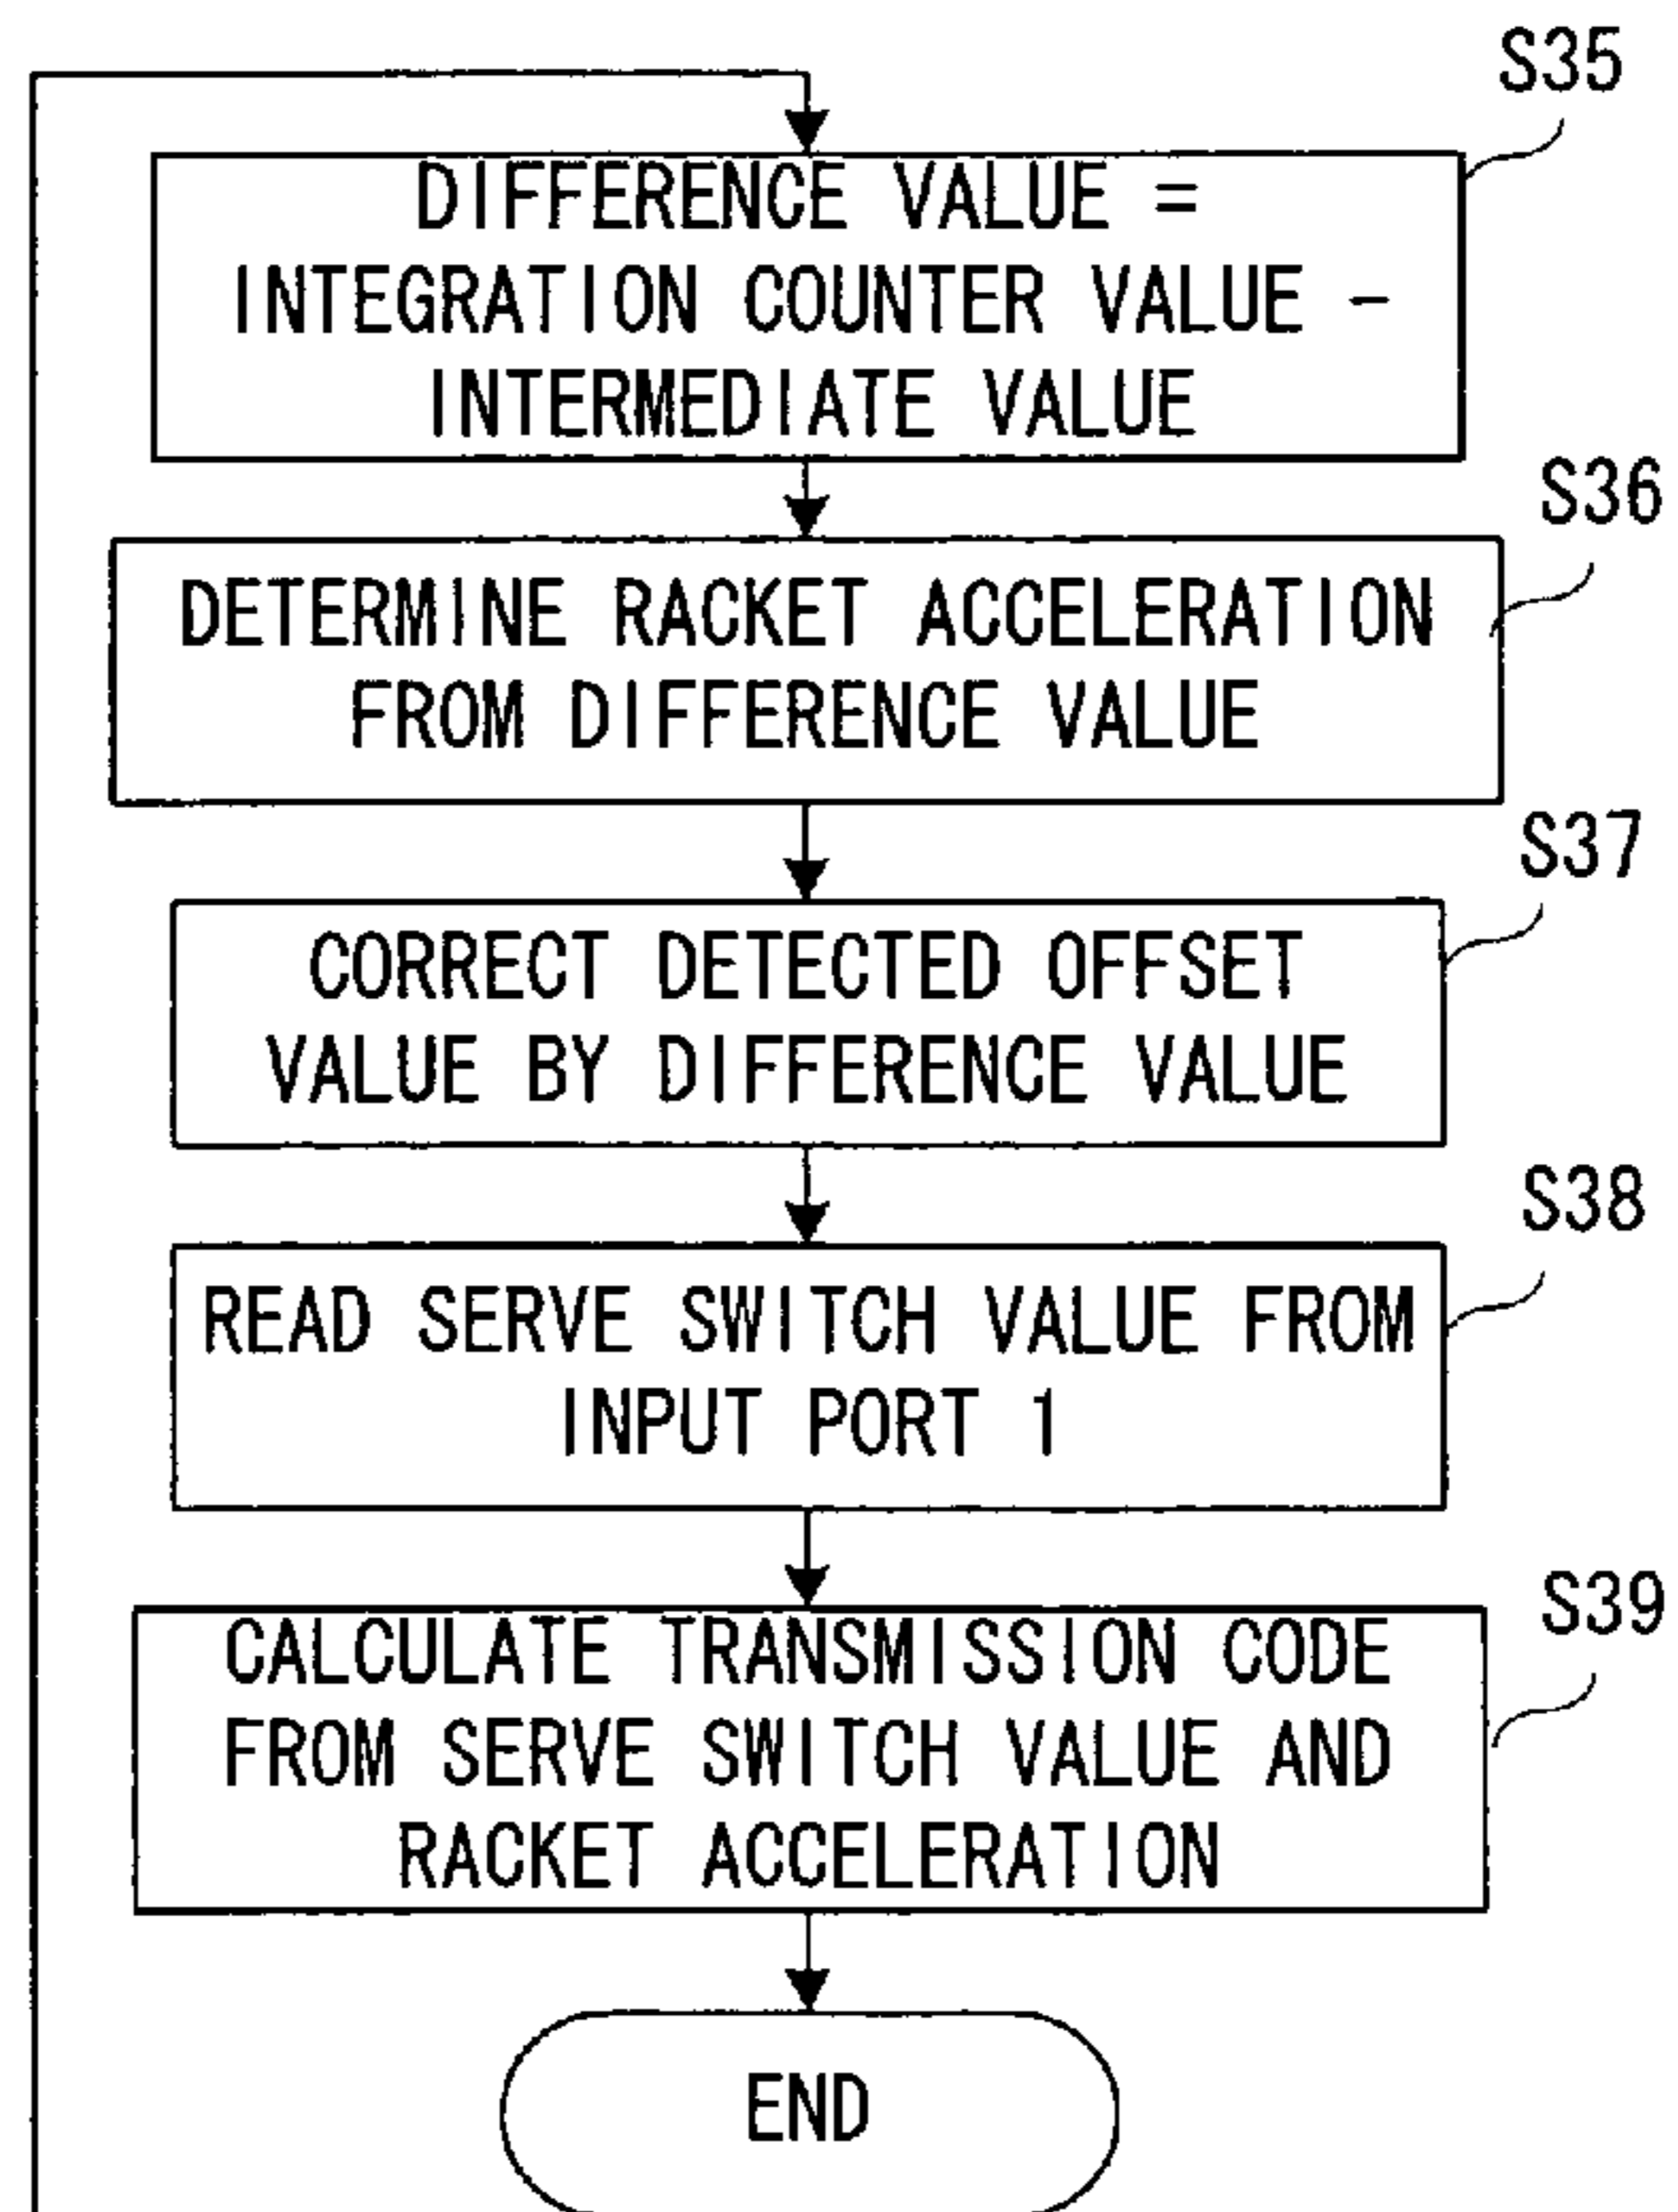 S35
DIFFERENCE VALUE =
INTEGRATION COUNTER VALUE -
INTERMEDIATE VALUE
S36
DETERMINE RACKET ACCELERATION
FROM DIFFERENCE VALUE
S37
CORRECT DETECTED OFFSET
VALUE BY DIFFERENCE VALUE
S38
READ SERVE SWITCH VALUE FROM
INPUT PORT 1
S39
CALCULATE TRANSMISSION CODE
FROM SERVE SWITCH VALUE AND
RACKET ACCELERATION
END